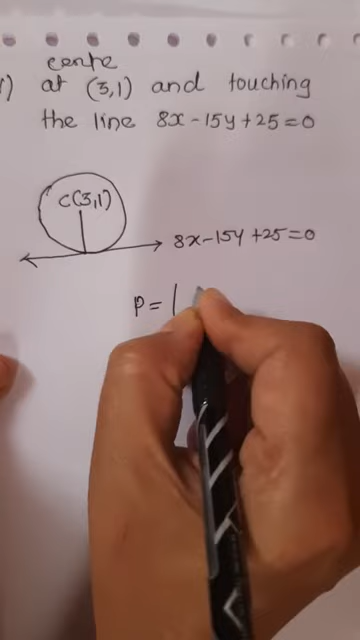 centre
1) at (3,1) and touching
the line 8x-15y+25=0
C(3,1)
8x-15y+25=0
P = |